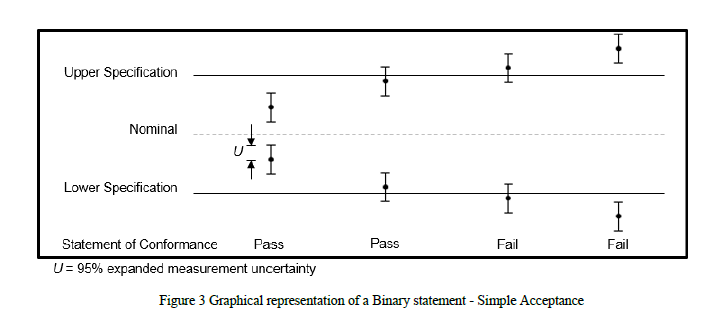 Upper Specification
Nominal
U
Lower Specification
Statement of Conformance Pass Pass Fail Fail
U = 95% expanded measurement uncertainty
Figure 3 Graphical representation of a Binary statement - Simple Acceptance